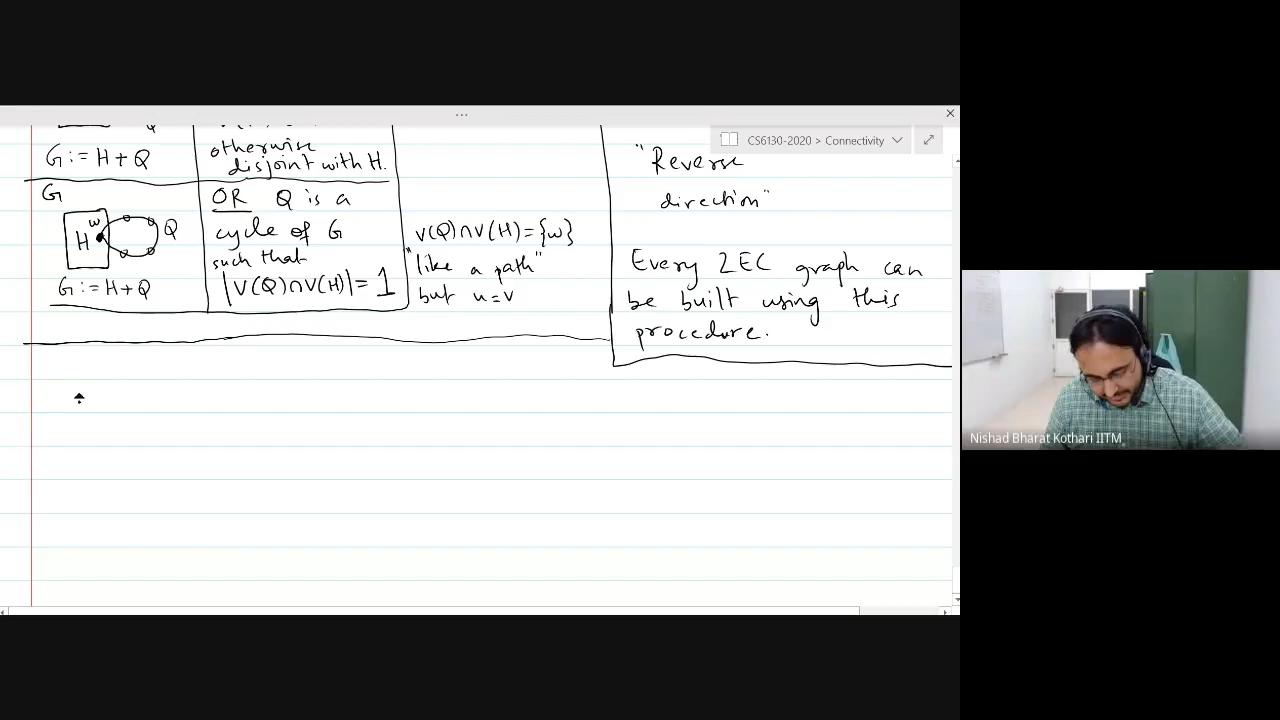 CS6130-2020 > Connectivity
G := H + Q
otherwise
disjoint with H.
G
H
w
Q
G := H + Q
OR Q is a
cycle of G
such that
|V(Q)∩V(H)| = 1
V(Q)∩V(H) = {w}
"like a path"
but u=v
"Reverse
direction"
Every 2EC graph can
be built using this
procedure.
Nishad Bharat Kothari IITM